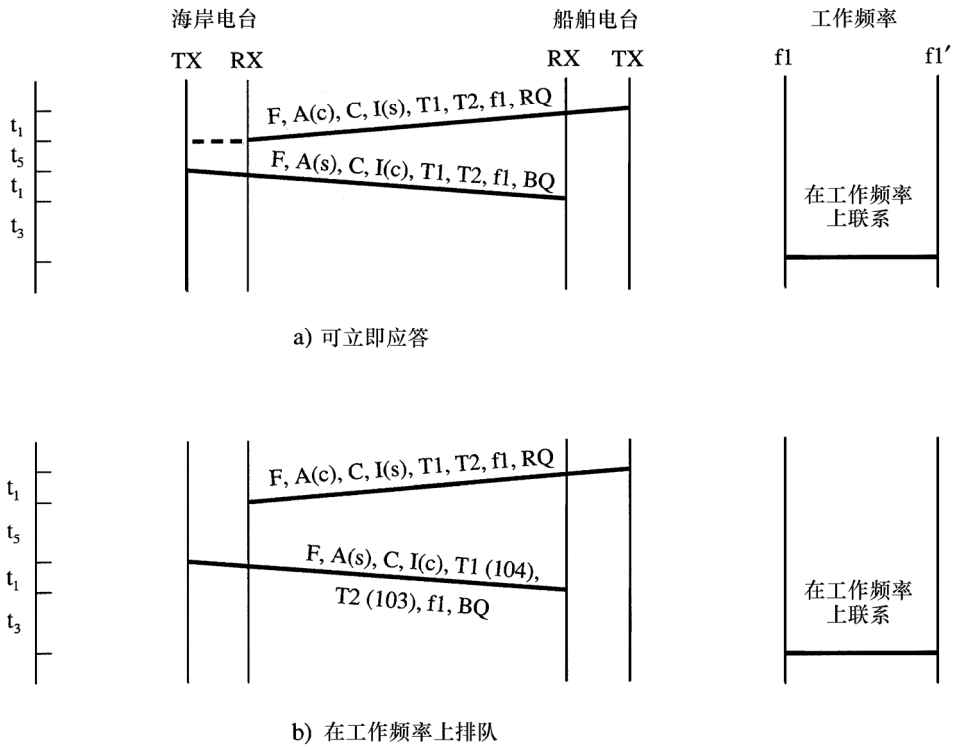 海岸电台 船舶电台 工作频率
TX RX RX TX f1 f1′
F, A(c), C, I(s), T1, T2, f1, RQ
t1
t5
F, A(s), C, I(c), T1, T2, f1, BQ
t1
在工作频率
上联系
t3
a) 可立即应答
F, A(c), C, I(s), T1, T2, f1, RQ
t1
t5
F, A(s), C, I(c), T1 (104),
T2 (103), f1, BQ
t1
在工作频率
上联系
t3
b) 在工作频率上排队